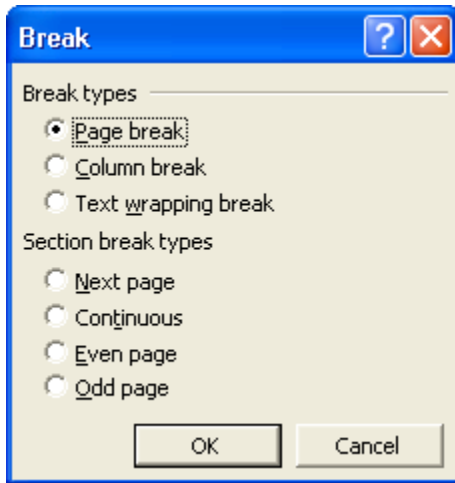 Break
?
Break types
Page break
Column break
Text wrapping break
Section break types
Next page
Continuous
Even page
Odd page
OK Cancel